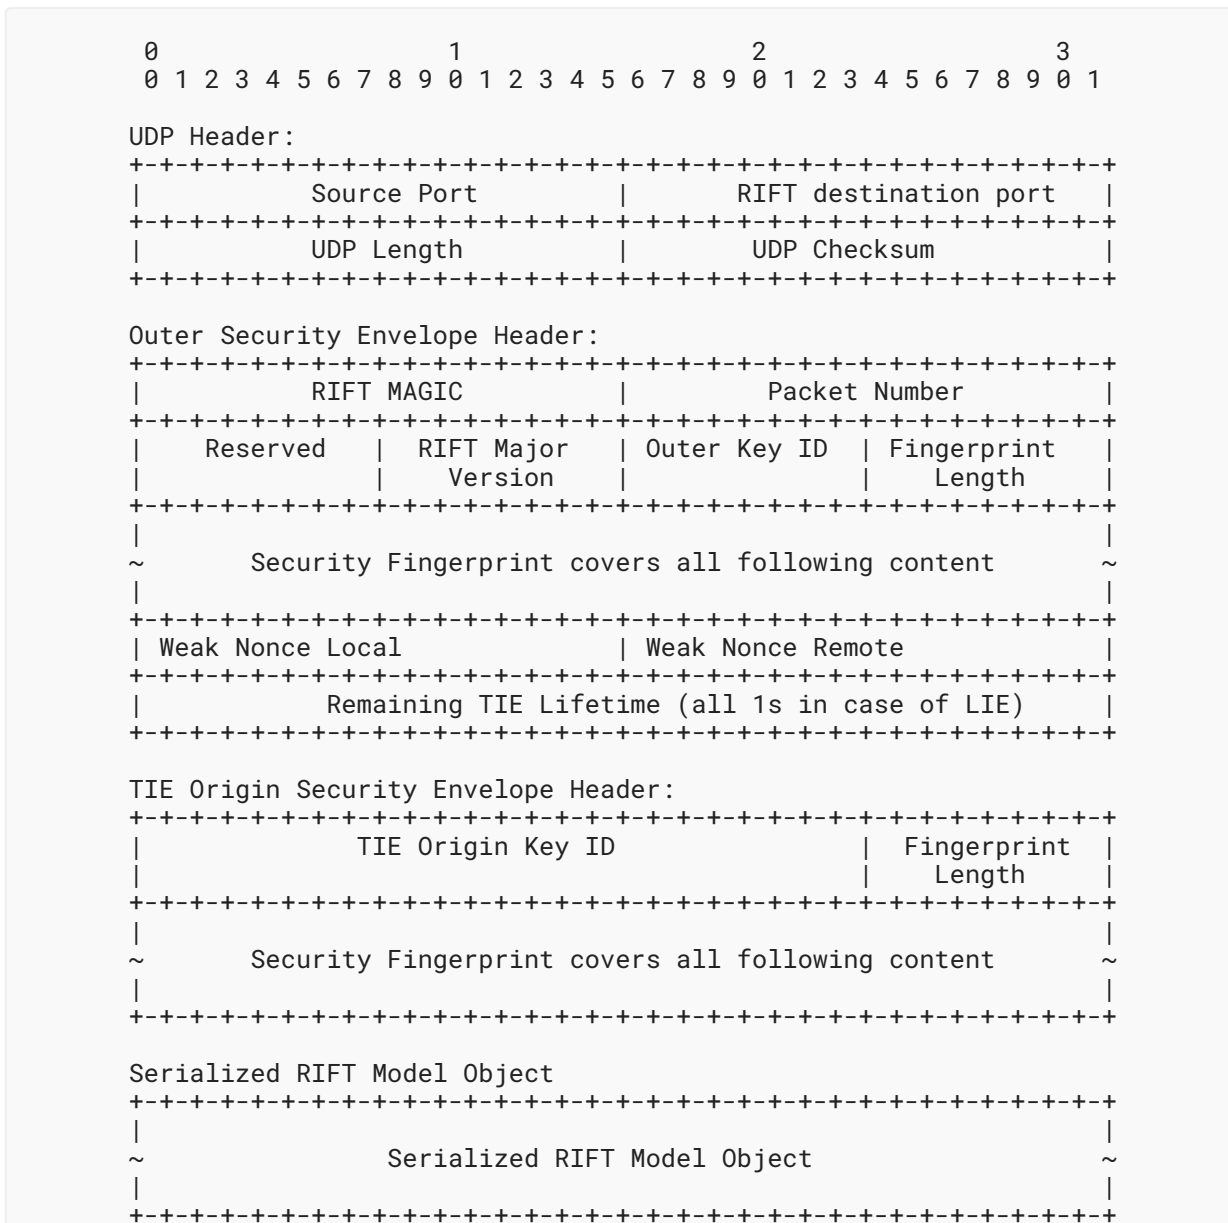 0                   1                   2                   3
 0 1 2 3 4 5 6 7 8 9 0 1 2 3 4 5 6 7 8 9 0 1 2 3 4 5 6 7 8 9 0 1

UDP Header:
+-+-+-+-+-+-+-+-+-+-+-+-+-+-+-+-+-+-+-+-+-+-+-+-+-+-+-+-+-+-+-+-+
|           Source Port         |       RIFT destination port   |
+-+-+-+-+-+-+-+-+-+-+-+-+-+-+-+-+-+-+-+-+-+-+-+-+-+-+-+-+-+-+-+-+
|           UDP Length          |        UDP Checksum           |
+-+-+-+-+-+-+-+-+-+-+-+-+-+-+-+-+-+-+-+-+-+-+-+-+-+-+-+-+-+-+-+-+

Outer Security Envelope Header:
+-+-+-+-+-+-+-+-+-+-+-+-+-+-+-+-+-+-+-+-+-+-+-+-+-+-+-+-+-+-+-+-+
|           RIFT MAGIC          |         Packet Number         |
+-+-+-+-+-+-+-+-+-+-+-+-+-+-+-+-+-+-+-+-+-+-+-+-+-+-+-+-+-+-+-+-+
|    Reserved   |  RIFT Major   | Outer Key ID  | Fingerprint   |
|               |    Version    |               |    Length     |
+-+-+-+-+-+-+-+-+-+-+-+-+-+-+-+-+-+-+-+-+-+-+-+-+-+-+-+-+-+-+-+-+
|                                                               |
~       Security Fingerprint covers all following content       ~
|                                                               |
+-+-+-+-+-+-+-+-+-+-+-+-+-+-+-+-+-+-+-+-+-+-+-+-+-+-+-+-+-+-+-+-+
| Weak Nonce Local              | Weak Nonce Remote             |
+-+-+-+-+-+-+-+-+-+-+-+-+-+-+-+-+-+-+-+-+-+-+-+-+-+-+-+-+-+-+-+-+
|            Remaining TIE Lifetime (all 1s in case of LIE)     |
+-+-+-+-+-+-+-+-+-+-+-+-+-+-+-+-+-+-+-+-+-+-+-+-+-+-+-+-+-+-+-+-+

TIE Origin Security Envelope Header:
+-+-+-+-+-+-+-+-+-+-+-+-+-+-+-+-+-+-+-+-+-+-+-+-+-+-+-+-+-+-+-+-+
|              TIE Origin Key ID                |  Fingerprint  |
|                                               |    Length     |
+-+-+-+-+-+-+-+-+-+-+-+-+-+-+-+-+-+-+-+-+-+-+-+-+-+-+-+-+-+-+-+-+
|                                                               |
~       Security Fingerprint covers all following content       ~
|                                                               |
+-+-+-+-+-+-+-+-+-+-+-+-+-+-+-+-+-+-+-+-+-+-+-+-+-+-+-+-+-+-+-+-+

Serialized RIFT Model Object
+-+-+-+-+-+-+-+-+-+-+-+-+-+-+-+-+-+-+-+-+-+-+-+-+-+-+-+-+-+-+-+-+
|                                                               |
~                Serialized RIFT Model Object                   ~
|                                                               |
+-+-+-+-+-+-+-+-+-+-+-+-+-+-+-+-+-+-+-+-+-+-+-+-+-+-+-+-+-+-+-+-+